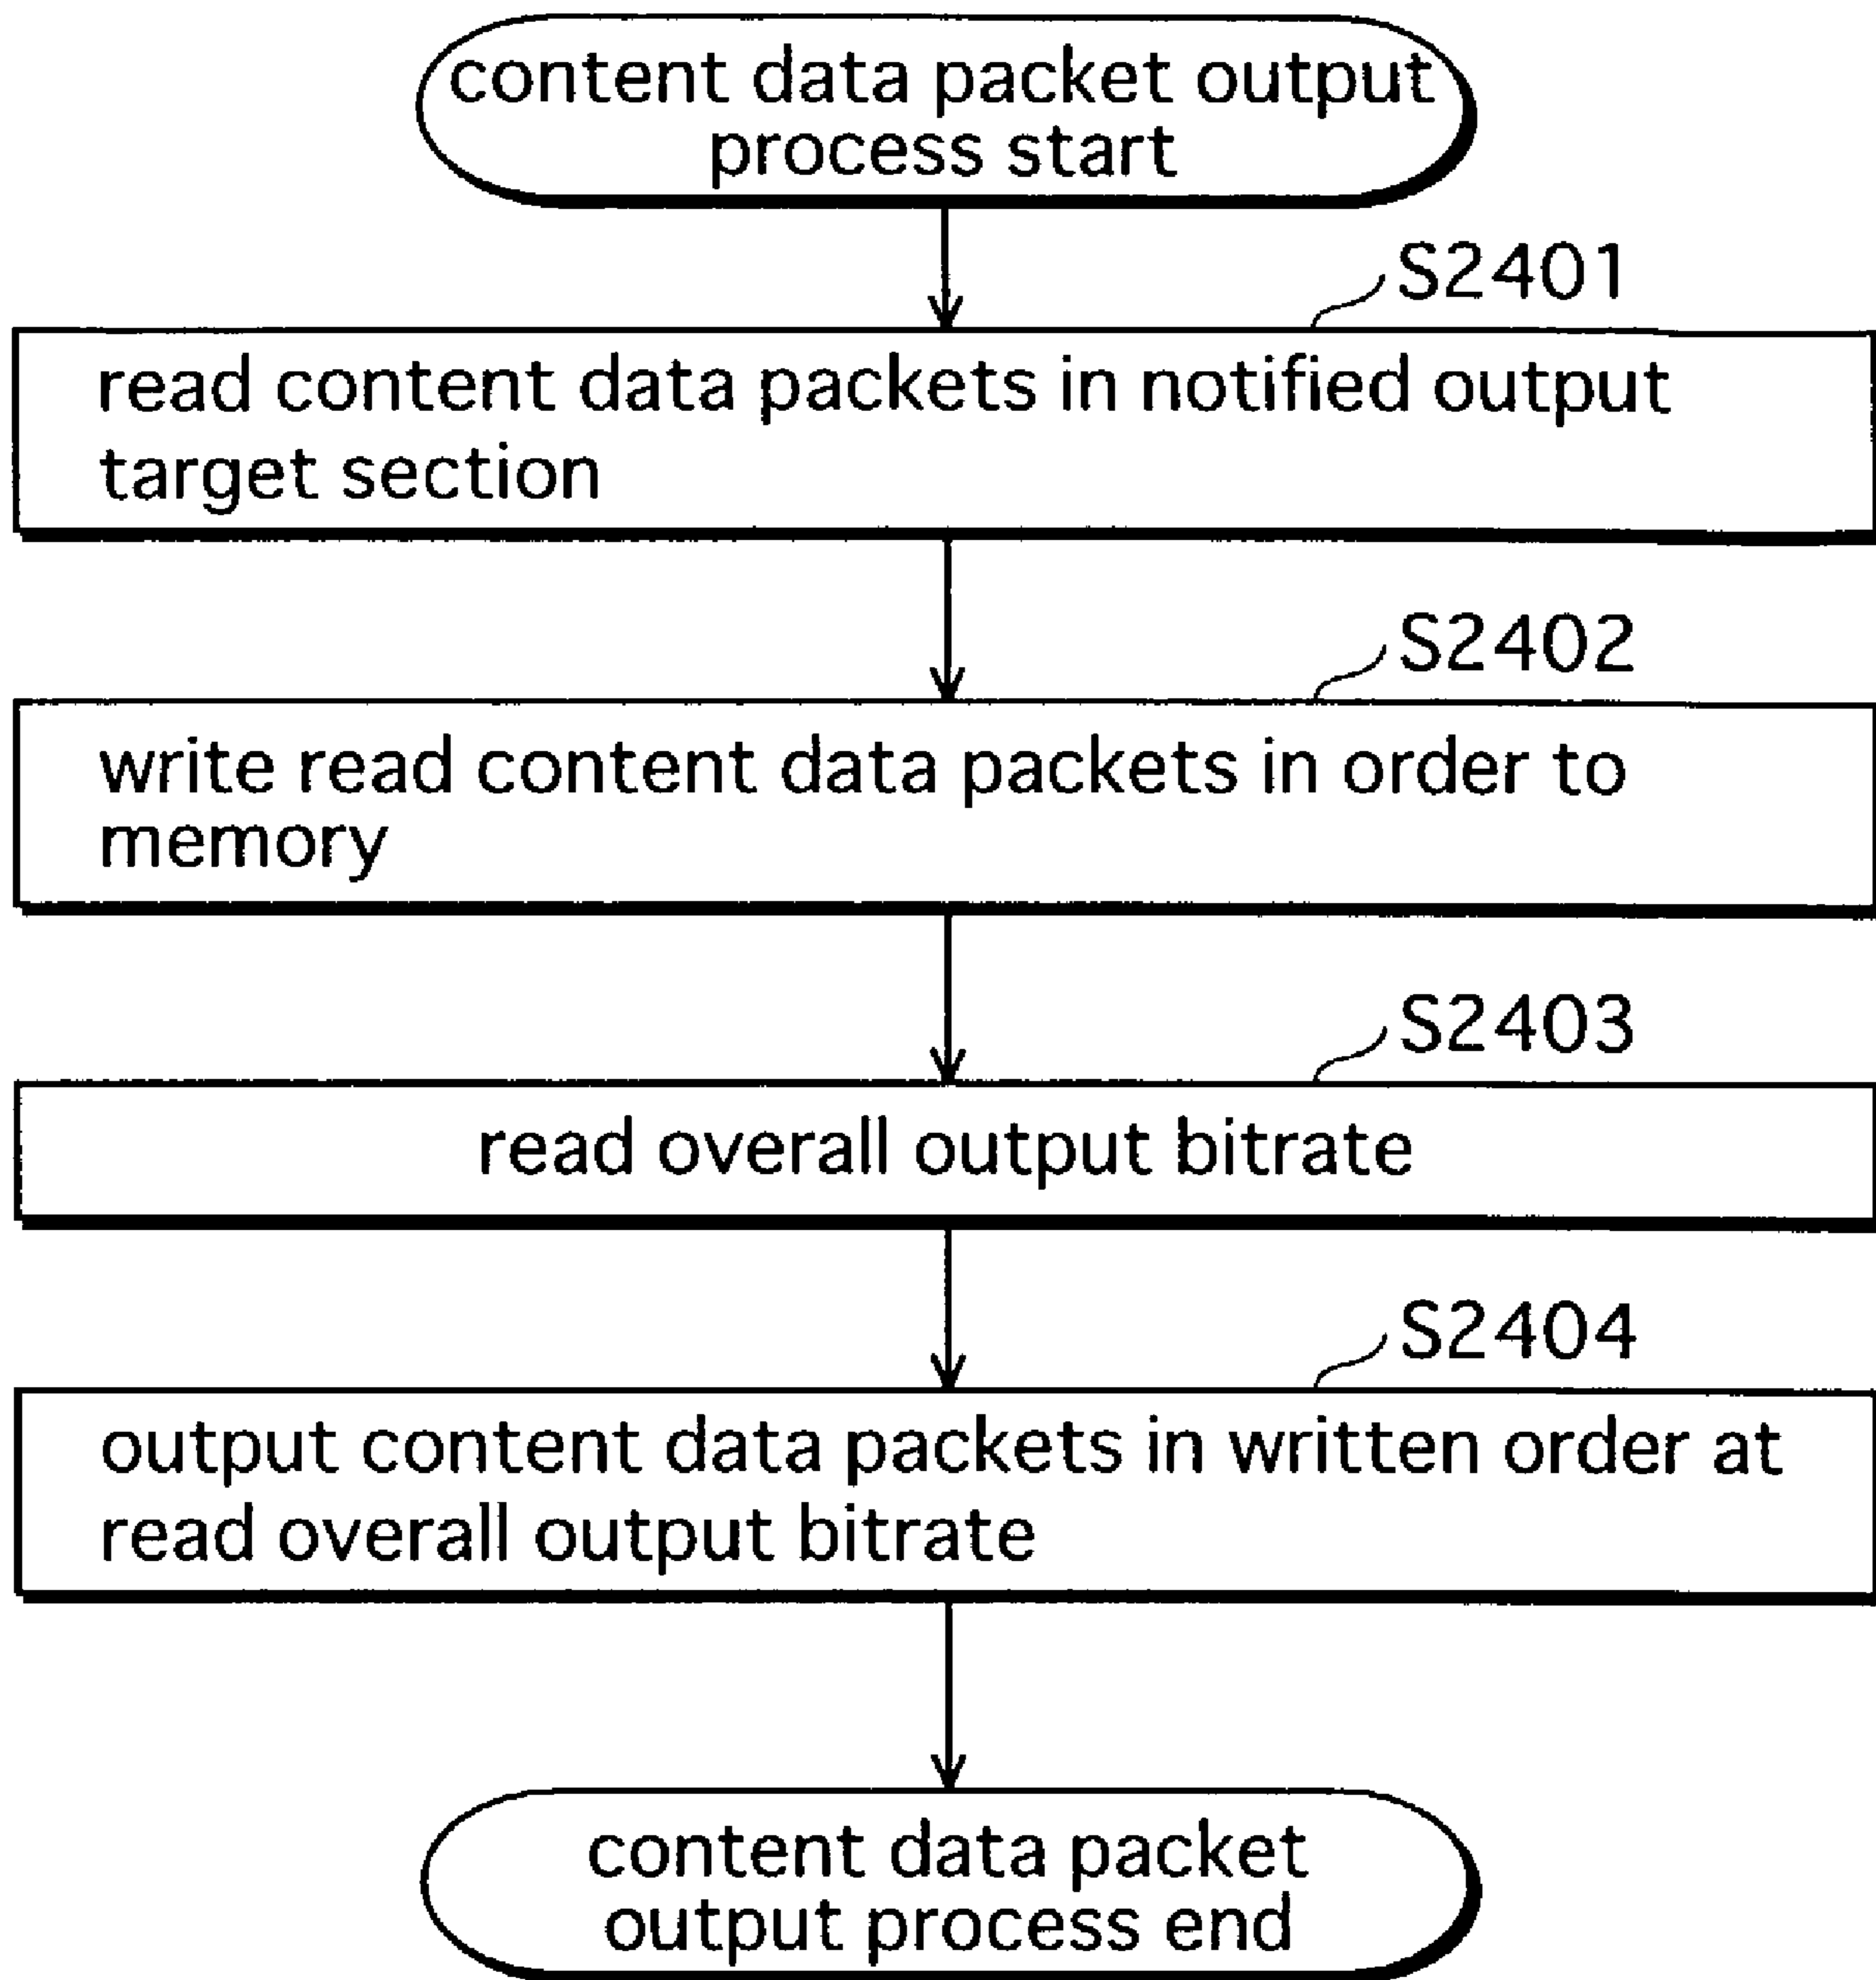 content data packet output
process start
S2401
read content data packets in notified output
target section
S2402
write read content data packets in order to
memory
S2403
read overall output bitrate
S2404
output content data packets in written order at
read overall output bitrate
content data packet
output process end